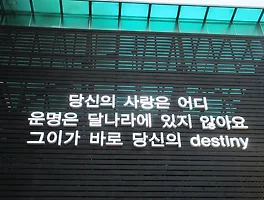 당신의 사랑은 어디
운명은 달나라에 있지 않아요
그이가 바로 당신의 destiny